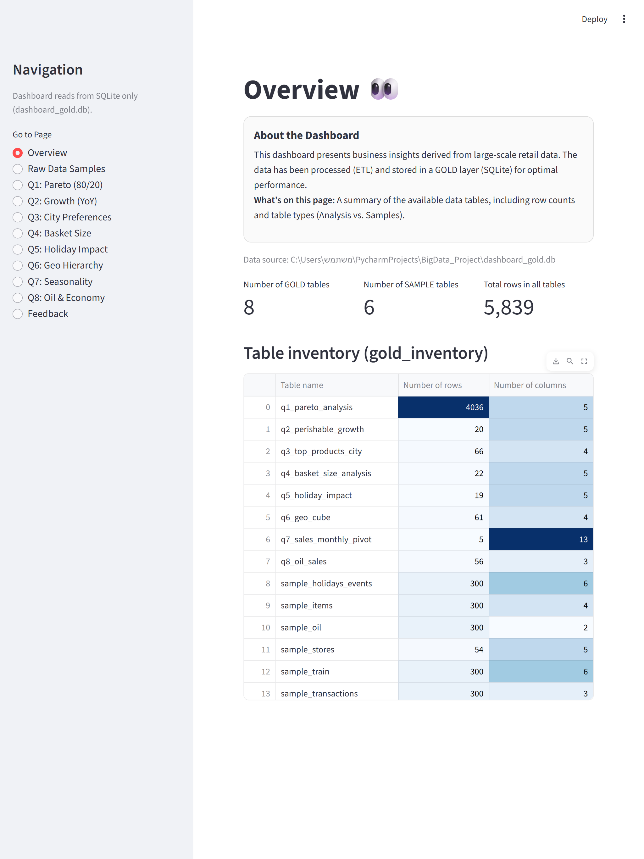 Deploy
Navigation
Dashboard reads from SQLite only
(dashboard_gold.db).
Go to Page
Overview
Raw Data Samples
Q1: Pareto (80/20)
Q2: Growth (YoY)
Q3: City Preferences
Q4: Basket Size
Q5: Holiday Impact
Q6: Geo Hierarchy
Q7: Seasonality
Q8: Oil & Economy
Feedback
Overview 👀
About the Dashboard
This dashboard presents business insights derived from large-scale retail data. The
data has been processed (ETL) and stored in a GOLD layer (SQLite) for optimal
performance.
What's on this page: A summary of the available data tables, including row counts
and table types (Analysis vs. Samples).
Data source: C:\Users\משתמש\PycharmProjects\BigData_Project\dashboard_gold.db
Number of GOLD tables
8
Number of SAMPLE tables
6
Total rows in all tables
5,839
Table inventory (gold_inventory)
Table name Number of rows Number of columns
0 q1_pareto_analysis 4036 5
1 q2_perishable_growth 20 5
2 q3_top_products_city 66 4
3 q4_basket_size_analysis 22 5
4 q5_holiday_impact 19 5
5 q6_geo_cube 61 4
6 q7_sales_monthly_pivot 5 13
7 q8_oil_sales 56 3
8 sample_holidays_events 300 6
9 sample_items 300 4
10 sample_oil 300 2
11 sample_stores 54 5
12 sample_train 300 6
13 sample_transactions 300 3